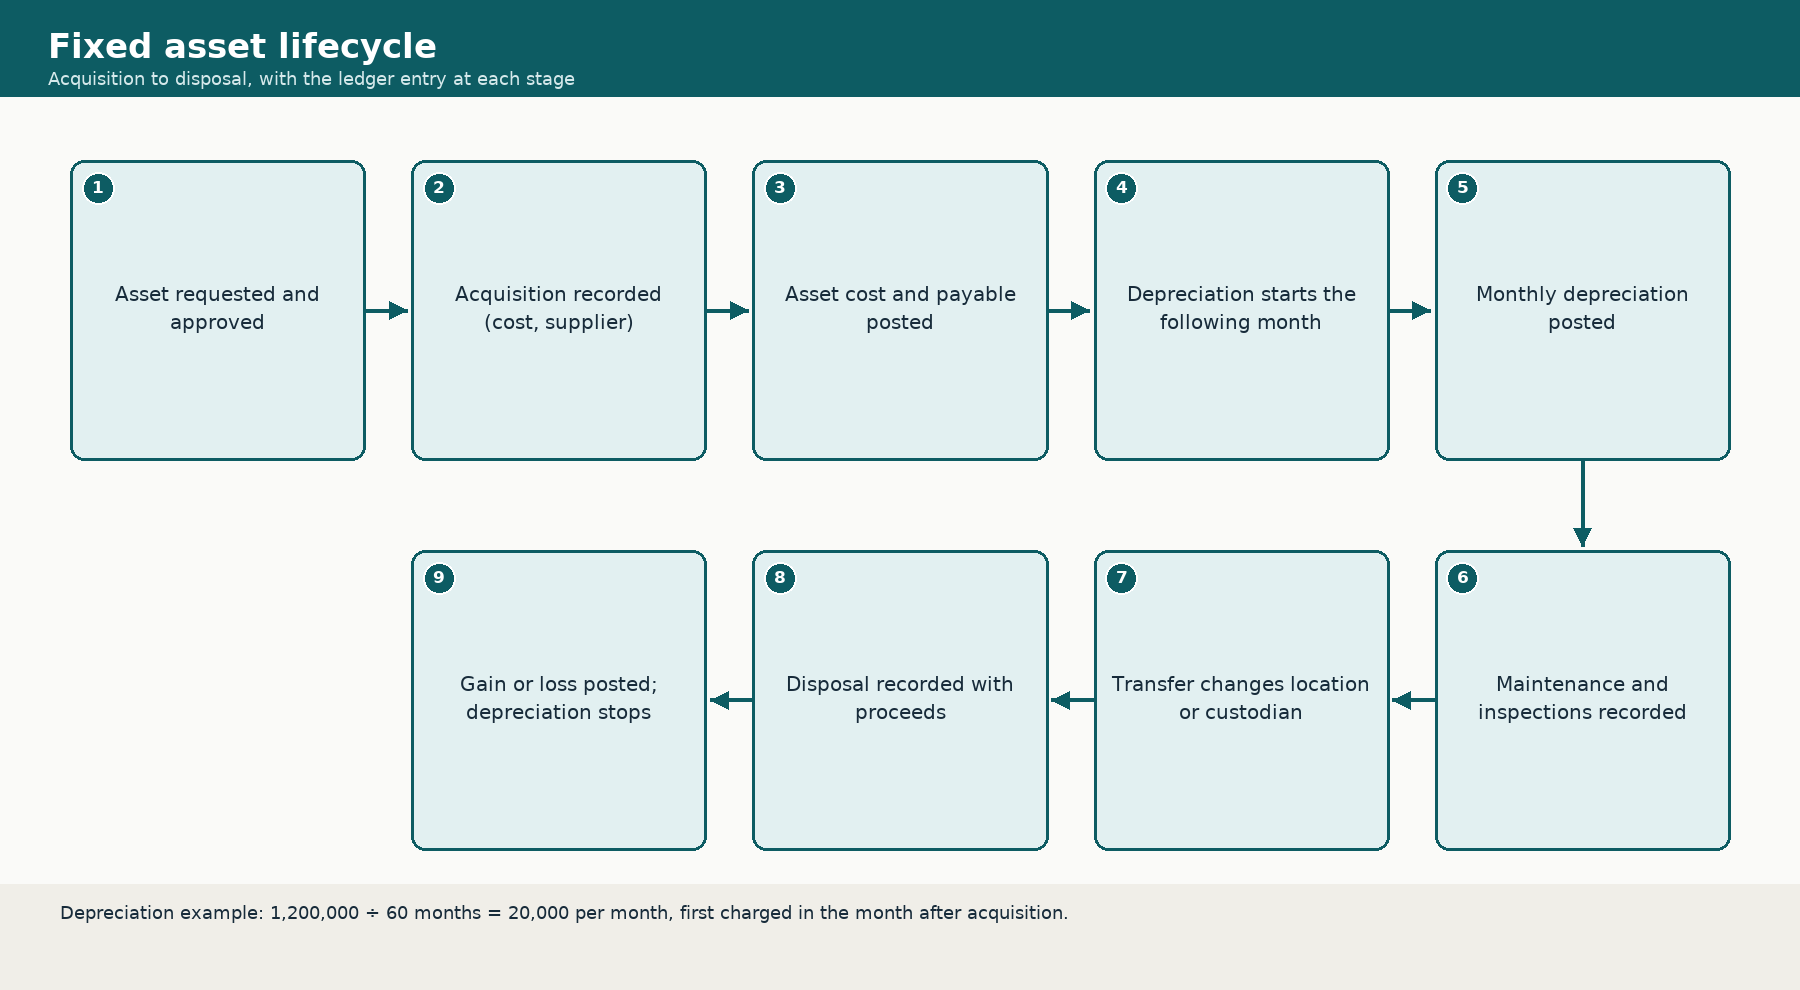 Fixed asset lifecycle
Acquisition to disposal, with the ledger entry at each stage
1
Asset requested and
approved
2
Acquisition recorded
(cost, supplier)
3
Asset cost and payable
posted
4
Depreciation starts the
following month
5
Monthly depreciation
posted
6
Maintenance and
inspections recorded
7
Transfer changes location
or custodian
8
Disposal recorded with
proceeds
9
Gain or loss posted;
depreciation stops
Depreciation example: 1,200,000 ÷ 60 months = 20,000 per month, first charged in the month after acquisition.